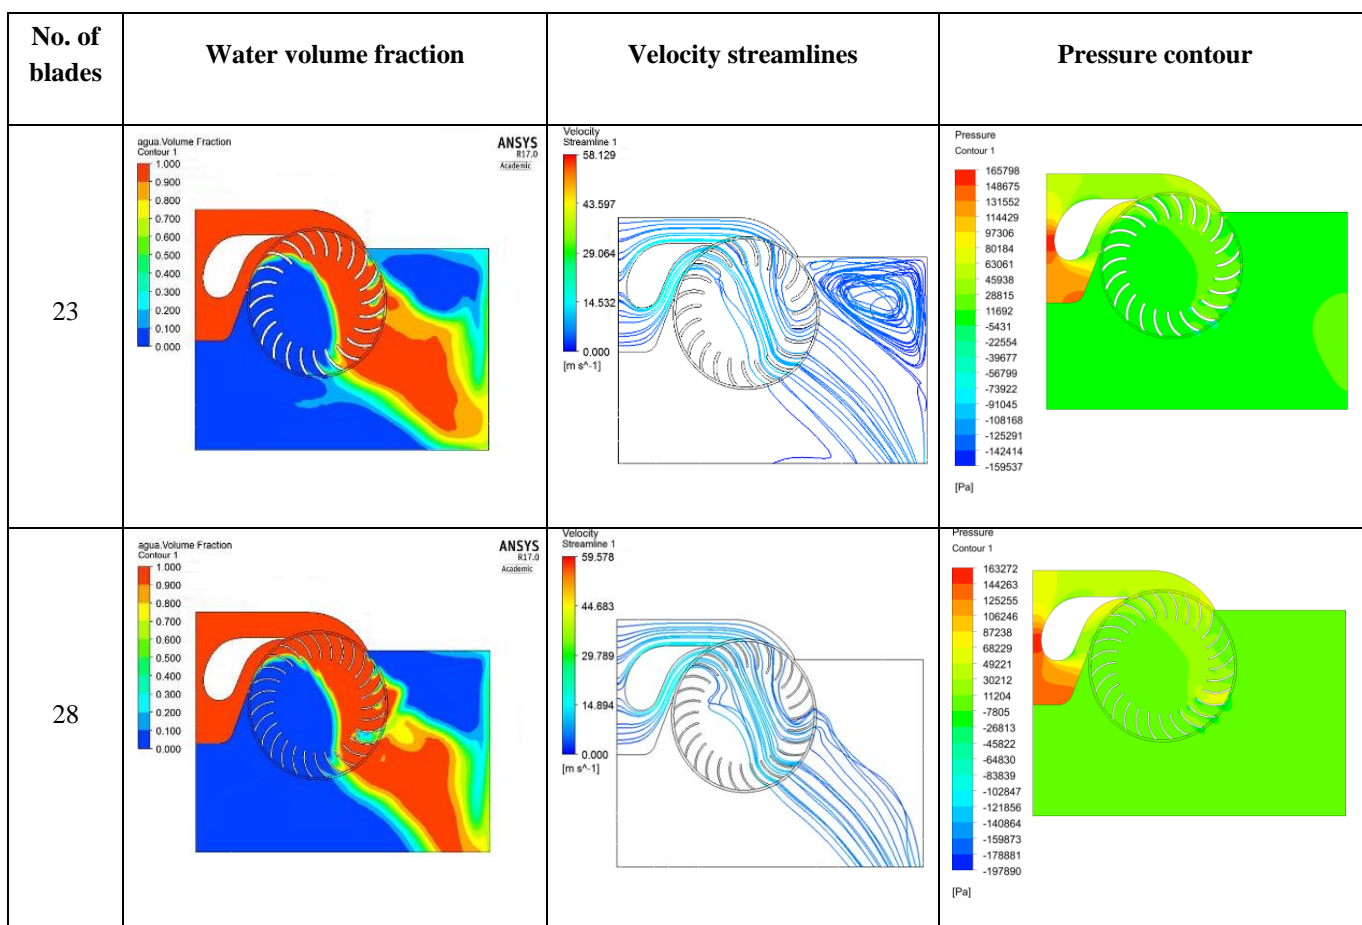 No. of
blades
Water volume fraction
Velocity streamlines
Pressure contour
23
agua.Volume Fraction
Contour 1
1.000
0.900
0.800
0.700
0.600
0.500
0.400
0.300
0.200
0.100
0.000
ANSYS
R17.0
Academic
Velocity
Streamline 1
58.129
43.597
29.064
14.532
0.000
[m s^-1]
Pressure
Contour 1
165798
148675
131552
114429
97306
80184
63061
45938
28815
11692
-5431
-22554
-39677
-56799
-73922
-91045
-108168
-125291
-142414
-159537
[Pa]
28
agua.Volume Fraction
Contour 1
1.000
0.900
0.800
0.700
0.600
0.500
0.400
0.300
0.200
0.100
0.000
ANSYS
R17.0
Academic
Velocity
Streamline 1
59.578
44.683
29.789
14.894
0.000
[m s^-1]
Pressure
Contour 1
163272
144263
125255
106246
87238
68229
49221
30212
11204
-7805
-26813
-45822
-64830
-83839
-102847
-121856
-140864
-159873
-178881
-197890
[Pa]